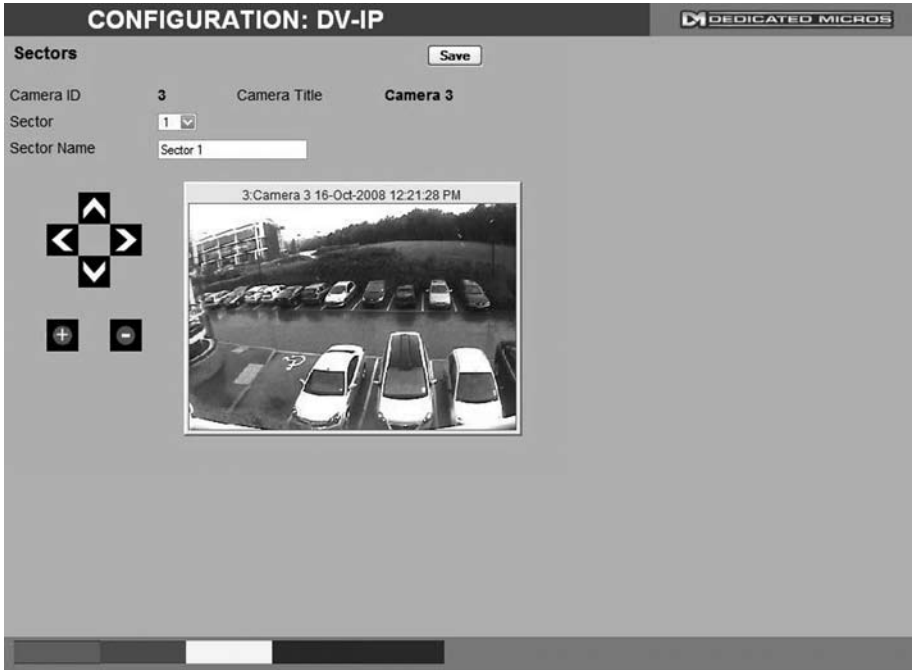 CONFIGURATION: DV-IP
DEDICATED MICROS
Sectors
Save
Camera ID 3 Camera Title Camera 3
Sector 1
Sector Name Sector 1
3:Camera 3 16-Oct-2008 12:21:28 PM